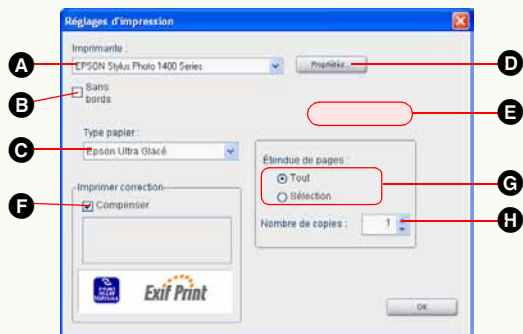 Réglages d'impression
Imprimante :
A
EPSON Stylus Photo 1400 Series
Propriétés...
D
B
Sans
bords
E
Type papier :
C
Epson Ultra Glacé
Étendue de pages :
Tout
G
Imprimer correction
Sélection
F
Compenser
Nombre de copies :
1
H
Exif Print
OK